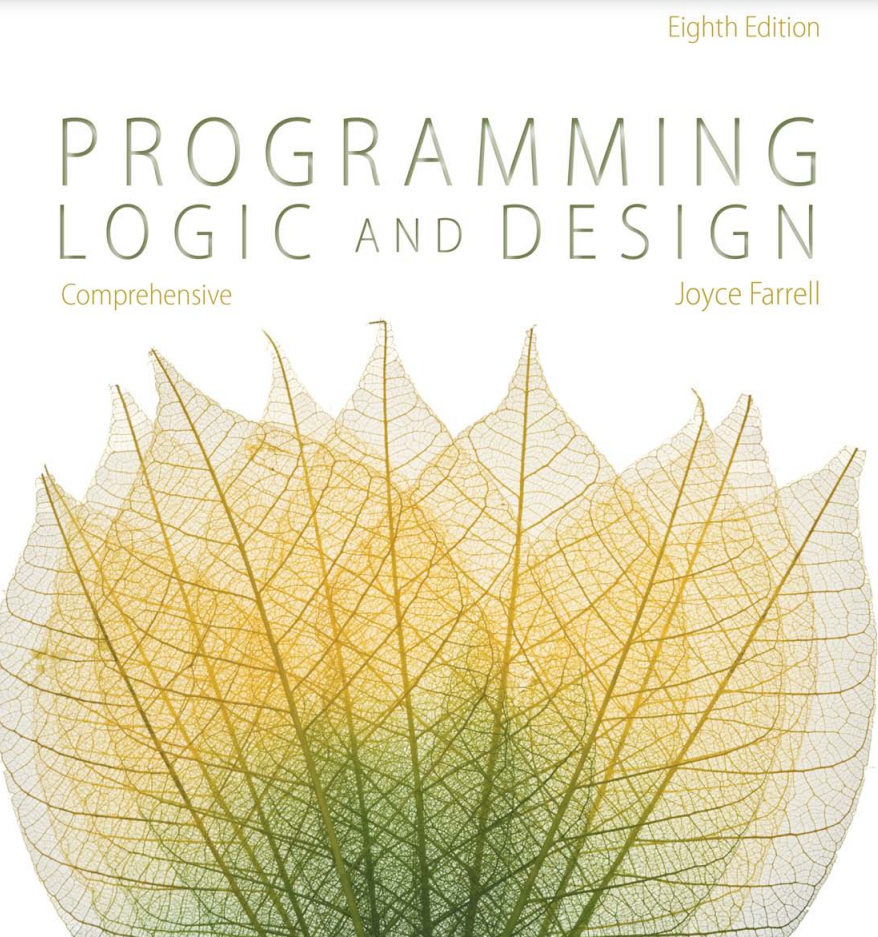 Eighth Edition
PROGRAMMING
LOGIC AND DESIGN
Comprehensive
Joyce Farrell